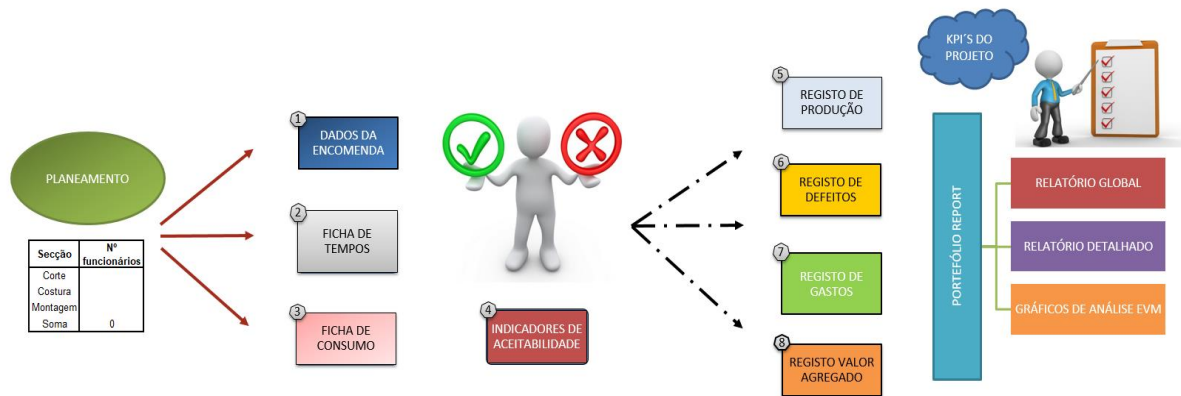 PLANEAMENTO
Secção Nº funcionários
Corte
Costura
Montagem
Soma 0
1
DADOS DA
ENCOMENDA
2
FICHA DE
TEMPOS
3
FICHA DE
CONSUMO
4
INDICADORES DE
ACEITABILIDADE
5
REGISTO DE
PRODUÇÃO
6
REGISTO DE
DEFEITOS
7
REGISTO DE
GASTOS
8
REGISTO VALOR
AGREGADO
KPI´S DO
PROJETO
PORTEFÓLIO REPORT
RELATÓRIO GLOBAL
RELATÓRIO DETALHADO
GRÁFICOS DE ANÁLISE EVM